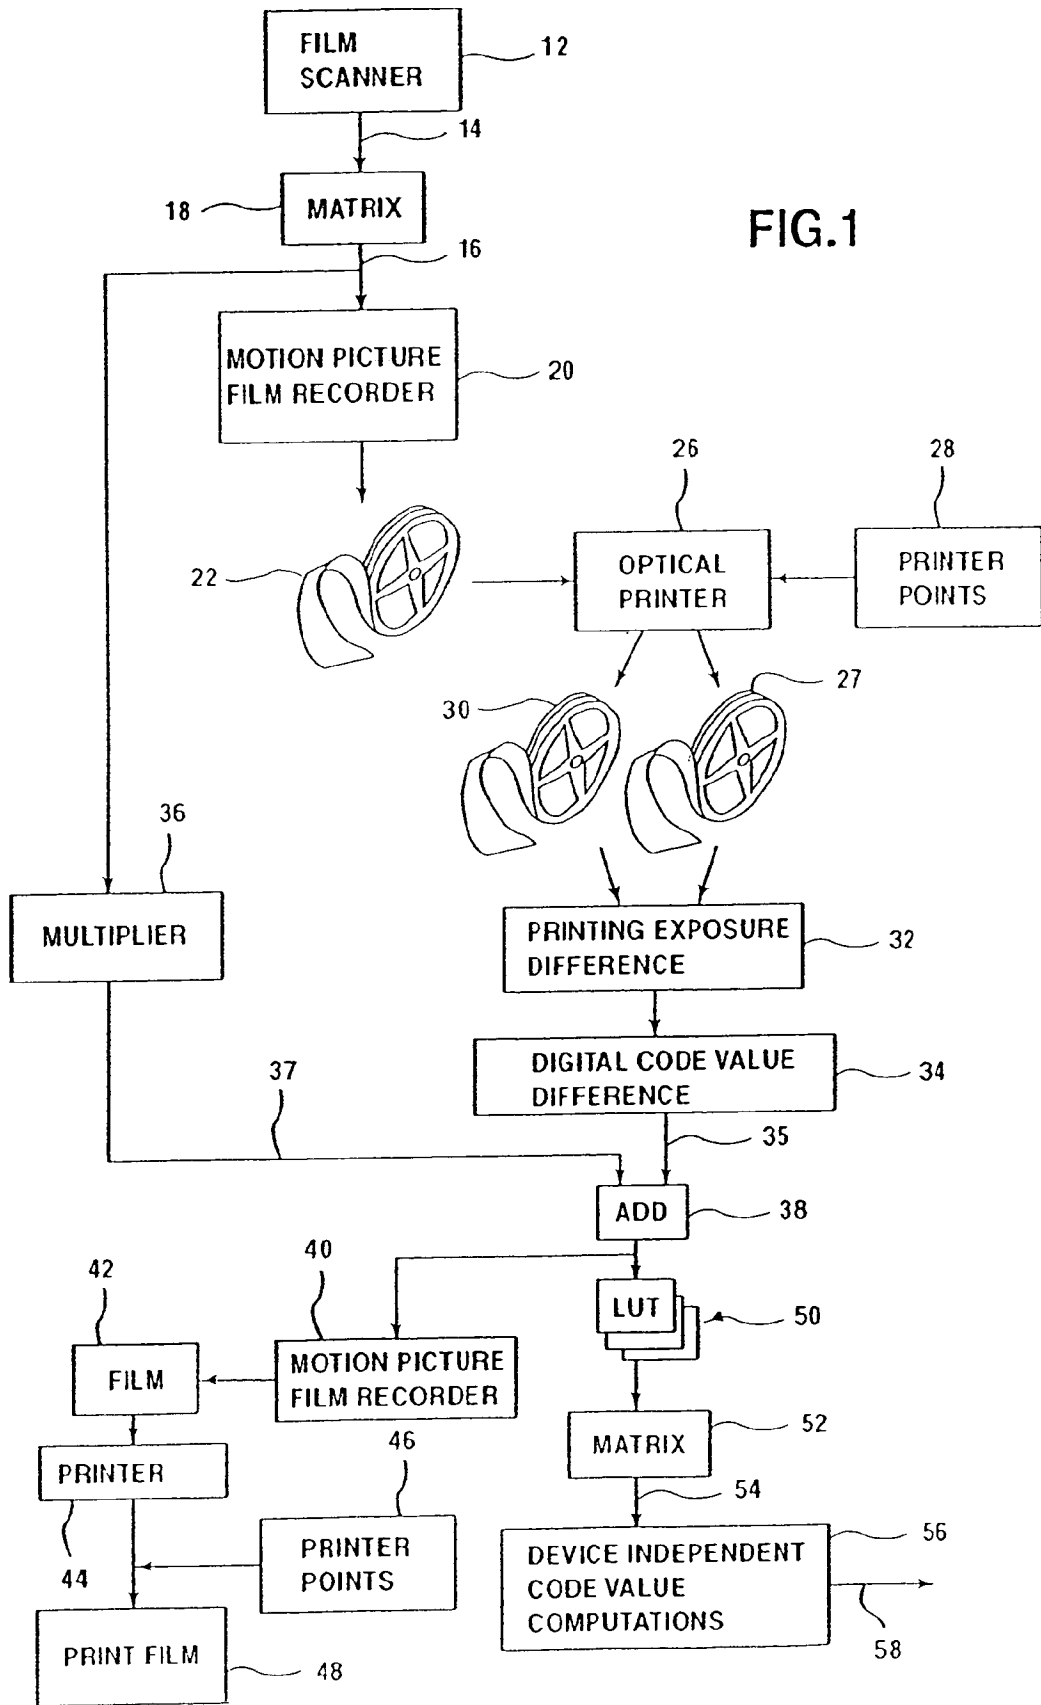 FILM
SCANNER
12
14
MATRIX
18
16
FIG.1
MOTION PICTURE
FILM RECORDER
20
26
28
22
OPTICAL
PRINTER
PRINTER
POINTS
30
27
36
MULTIPLIER
PRINTING EXPOSURE
DIFFERENCE
32
DIGITAL CODE VALUE
DIFFERENCE
34
37
35
ADD
38
40
42
LUT
50
FILM
MOTION PICTURE
FILM RECORDER
MATRIX
52
PRINTER
46
54
44
PRINTER
POINTS
DEVICE INDEPENDENT
CODE VALUE
COMPUTATIONS
56
58
PRINT FILM
48